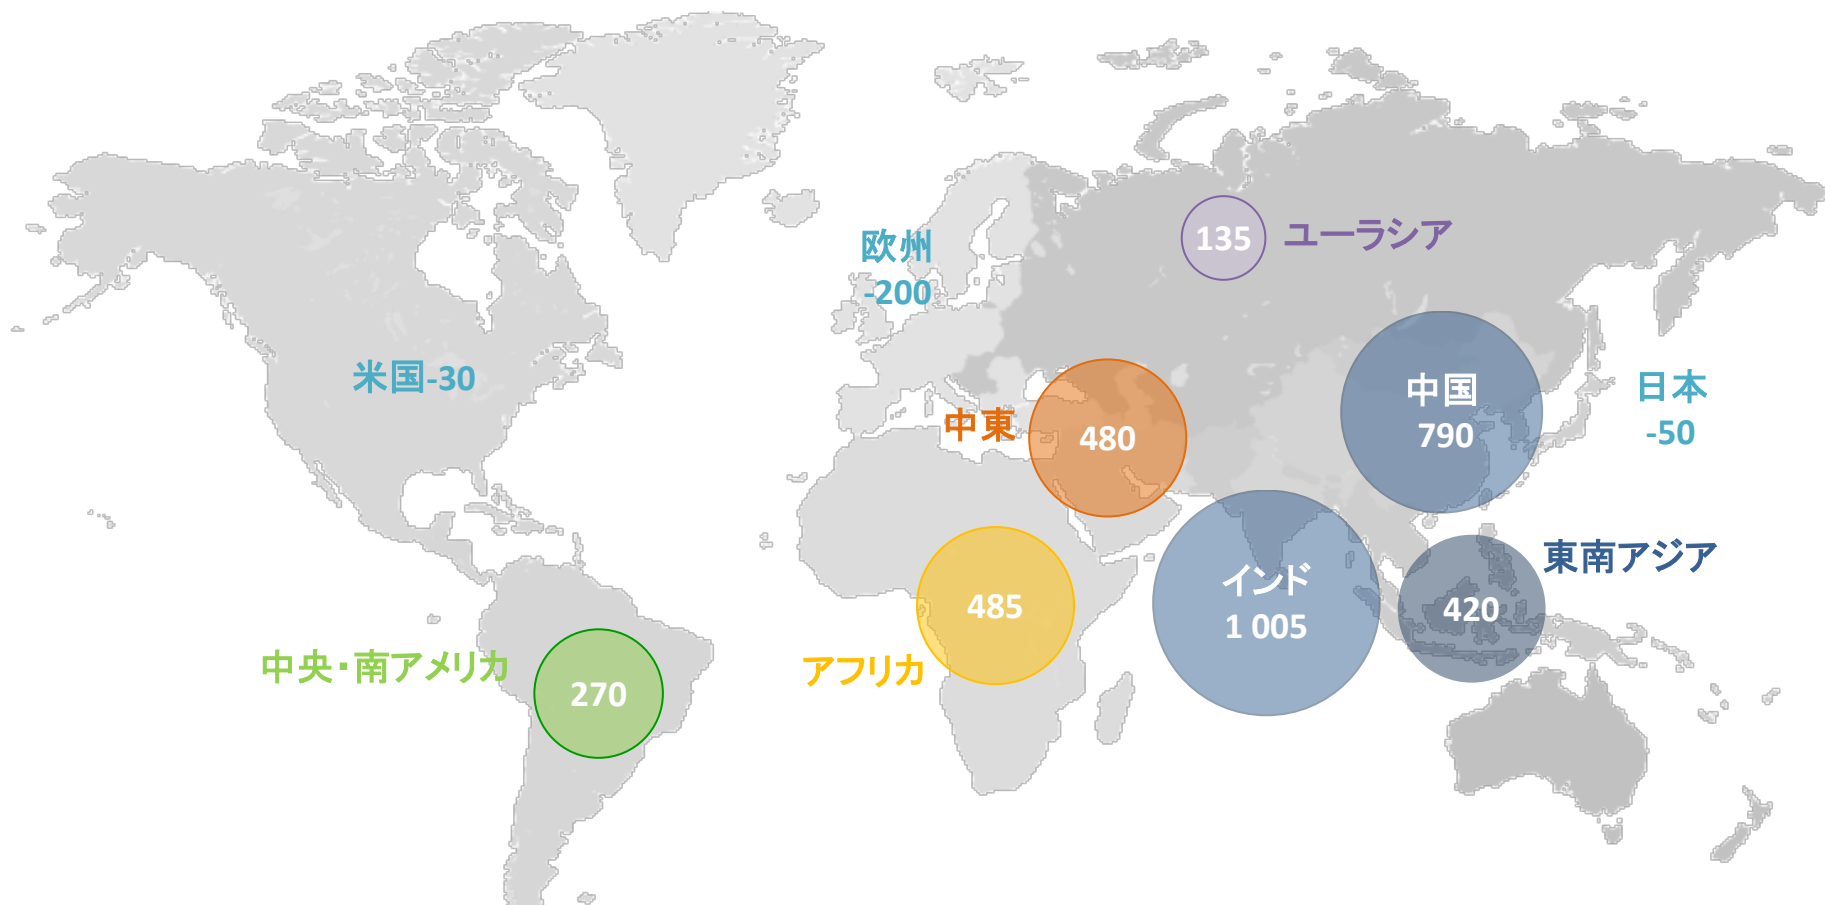 135 ユーラシア
欧州
-200
米国-30
中国
790
日本
-50
中東 480
東南アジア
420
インド
1 005
485
アフリカ
中央・南アメリカ
270